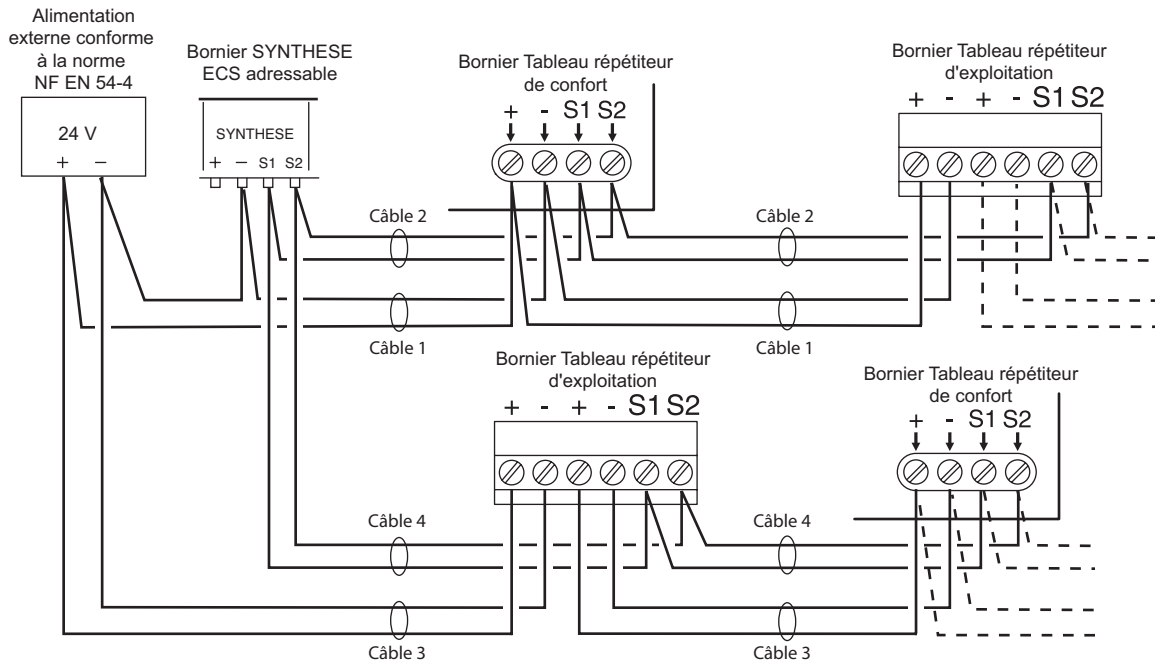 Alimentation
externe conforme
à la norme
NF EN 54-4
24 V
+ −
Bornier SYNTHESE
ECS adressable
SYNTHESE
+ − S1 S2
Bornier Tableau répétiteur
de confort
+ - S1 S2
Bornier Tableau répétiteur
d'exploitation
+ - + - S1 S2
Câble 2
Câble 2
Câble 1
Câble 1
Bornier Tableau répétiteur
d'exploitation
+ - + - S1 S2
Bornier Tableau répétiteur
de confort
+ - S1 S2
Câble 4
Câble 4
Câble 3
Câble 3